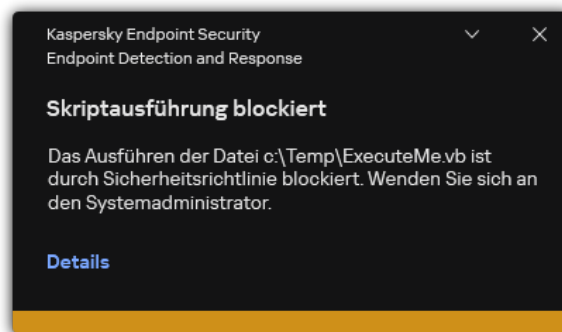 Kaspersky Endpoint Security
Endpoint Detection and Response
Skriptausführung blockiert
Das Ausführen der Datei c:\Temp\ExecuteMe.vb ist
durch Sicherheitsrichtlinie blockiert. Wenden Sie sich an
den Systemadministrator.
Details